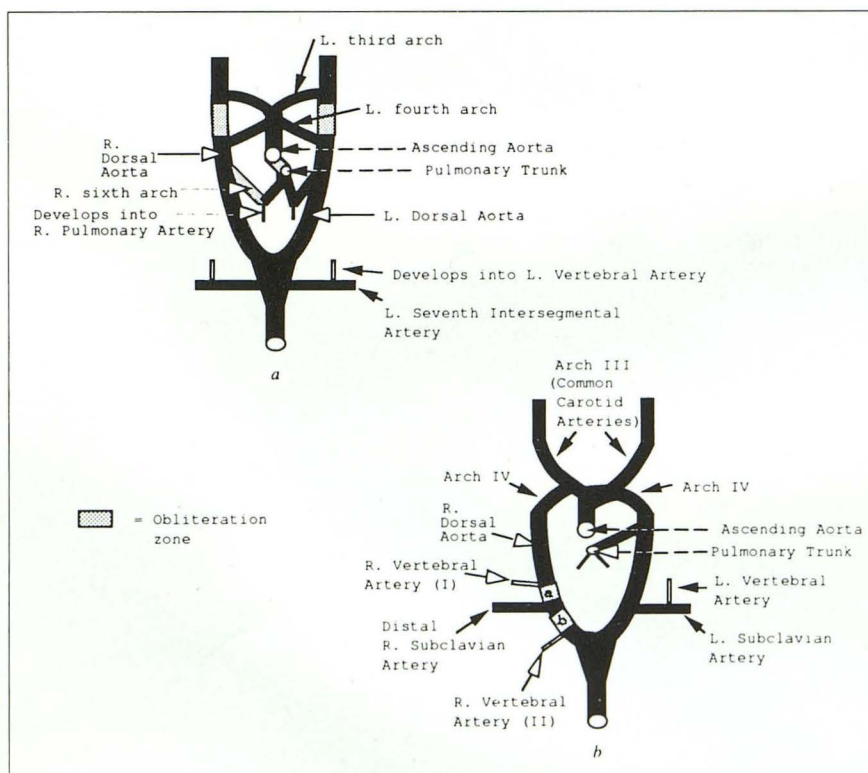 L. third arch
L. fourth arch
R.
Dorsal
Aorta
Ascending Aorta
Pulmonary Trunk
R. sixth arch
Develops into
R. Pulmonary Artery
L. Dorsal Aorta
Develops into L. Vertebral Artery
L. Seventh Intersegmental
Artery
a
Arch III
(Common
Carotid
Arteries)
Arch IV
Arch IV
= Obliteration
zone
R.
Dorsal
Aorta
Ascending Aorta
Pulmonary Trunk
R. Vertebral
Artery (I)
a
L. Vertebral
Artery
Distal
R. Subclavian
Artery
b
L. Subclavian
Artery
R. Vertebral
Artery (II)
b